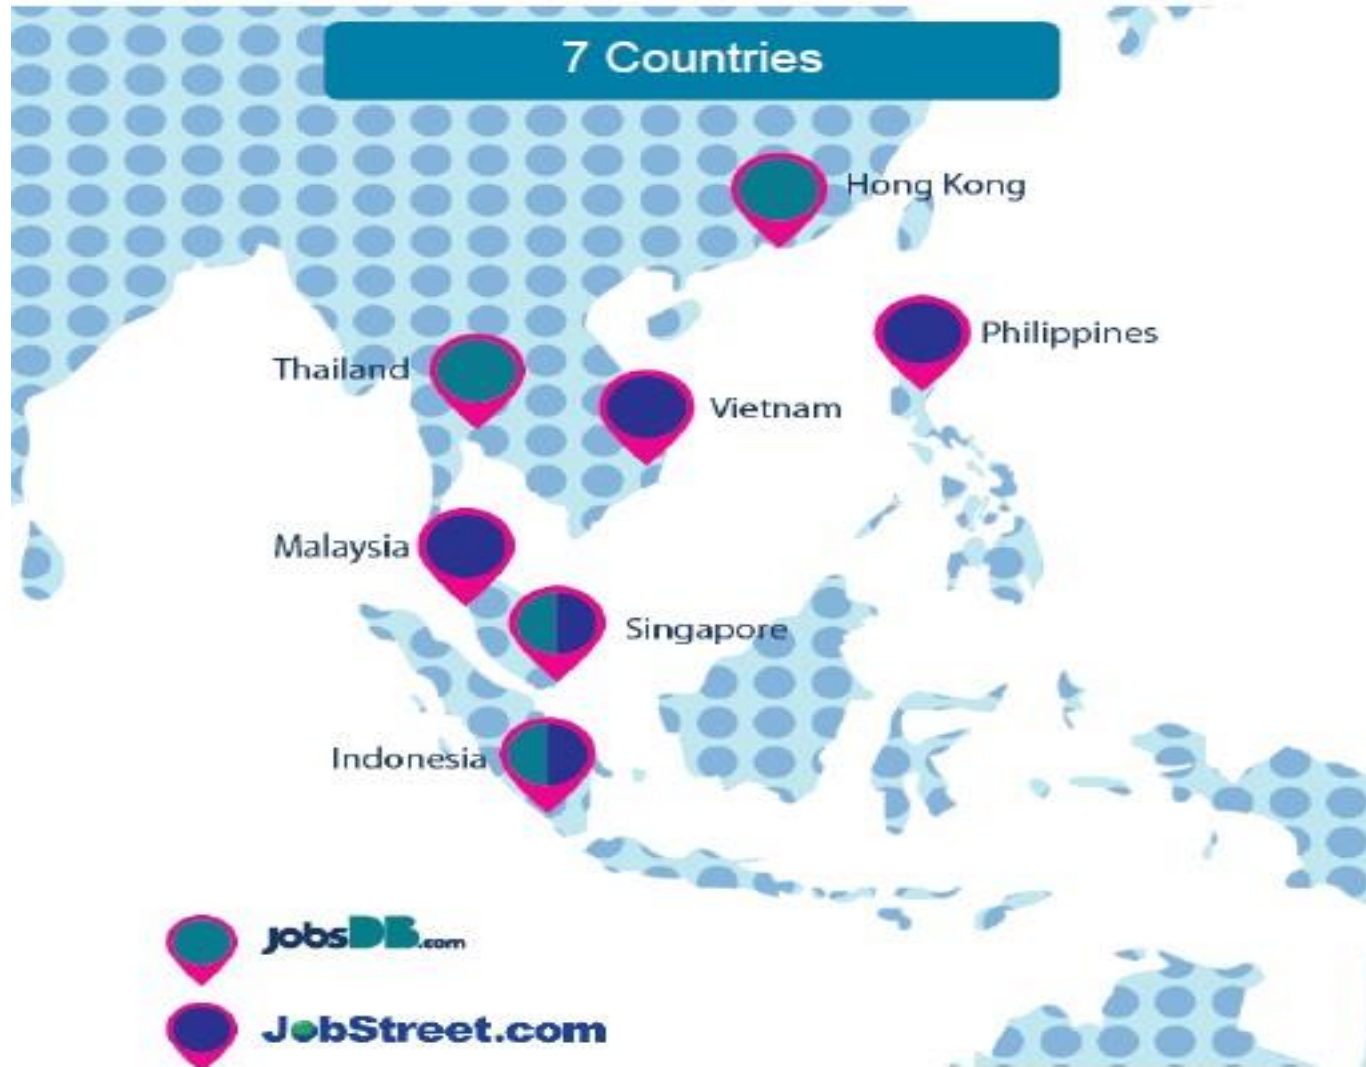 7 Countries
Hong Kong
Philippines
Thailand
Vietnam
Malaysia
Singapore
Indonesia
jobsDB.com
JobStreet.com